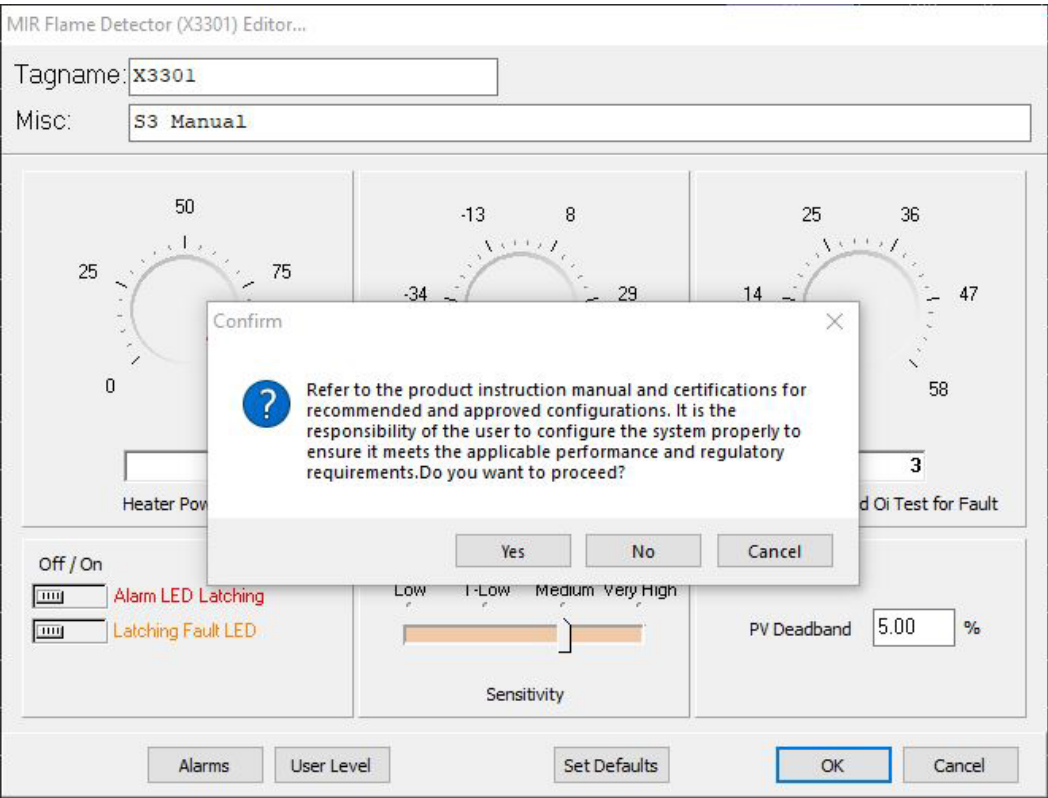 MIR Flame Detector (X3301) Editor...
Tagname: X3301
Misc: S3 Manual
50
25
75
0
-13 8
-34 29
25 36
14 47
58
Confirm
Refer to the product instruction manual and certifications for
recommended and approved configurations. It is the
responsibility of the user to configure the system properly to
ensure it meets the applicable performance and regulatory
requirements.Do you want to proceed?
Yes No Cancel
3
Heater Pow
d Oi Test for Fault
Off / On
Alarm LED Latching
Latching Fault LED
Low T-Low Medium Very High
Sensitivity
PV Deadband 5.00 %
Alarms User Level Set Defaults OK Cancel